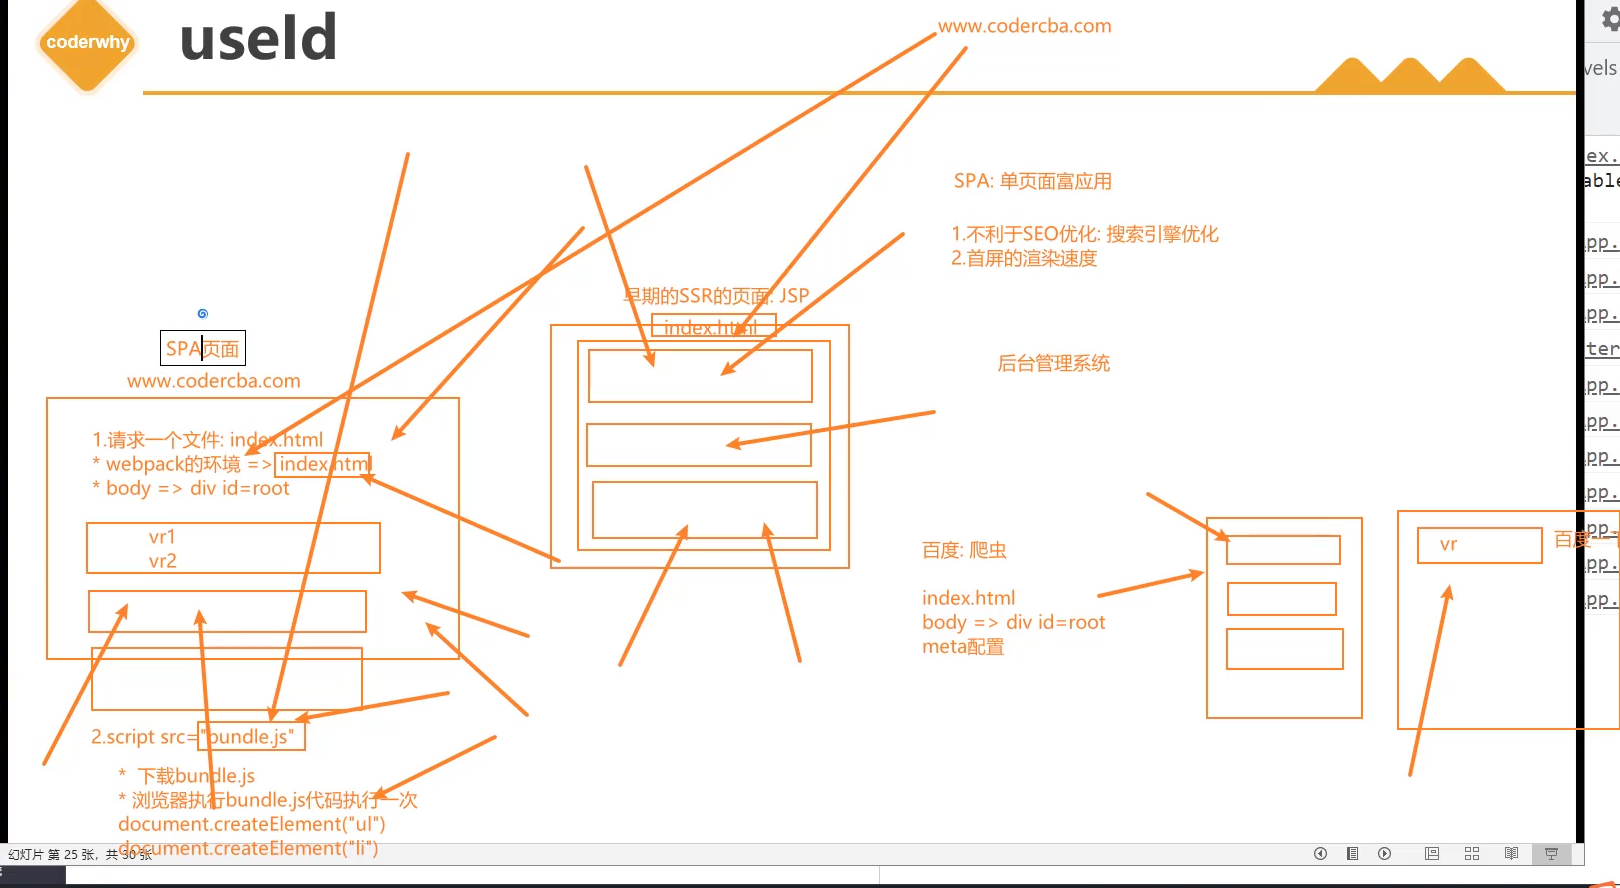 coderwhy
useId
www.codercba.com
SPA: 单页面富应用
1.不利于SEO优化: 搜索引擎优化
2.首屏的渲染速度
早期的SSR的页面: JSP
index.html
SPA页面
www.codercba.com
后台管理系统
1.请求一个文件: index.html
* webpack的环境 => index.html
* body => div id=root
vr1
vr2
百度: 爬虫
index.html
body => div id=root
meta配置
vr
百度一
2.script src="bundle.js"
* 下载bundle.js
* 浏览器执行bundle.js代码执行一次
document.createElement("ul")
document.createElement("li")
幻灯片 第 25 张，共 30 张
vels
ex.
able
pp.
pp.
pp.
ter
pp.
pp.
pp.
pp.
pp.
pp.
pp.